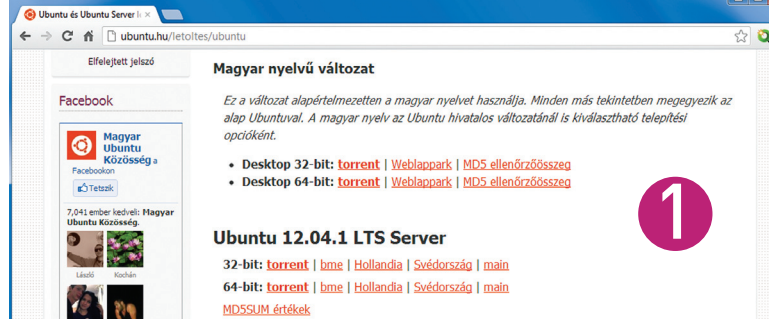 Ubuntu és Ubuntu Server l
ubuntu.hu/letoltes/ubuntu
Elfelejtett jelszó
Facebook
Magyar
Ubuntu
Közösség a
Facebookon
Tetszik
7,041 ember kedveli: Magyar
Ubuntu Közösség.
László Kochán
Magyar nyelvű változat
Ez a változat alapértelmezetten a magyar nyelvet használja. Minden más tekintetben megegyezik az
alap Ubuntuval. A magyar nyelv az Ubuntu hivatalos változatánál is kiválasztható telepítési
opcióként.
• Desktop 32-bit: torrent | Weblappark | MD5 ellenőrzőösszeg
• Desktop 64-bit: torrent | Weblappark | MD5 ellenőrzőösszeg
1
Ubuntu 12.04.1 LTS Server
32-bit: torrent | bme | Hollandia | Svédország | main
64-bit: torrent | bme | Hollandia | Svédország | main
MD5SUM értékek